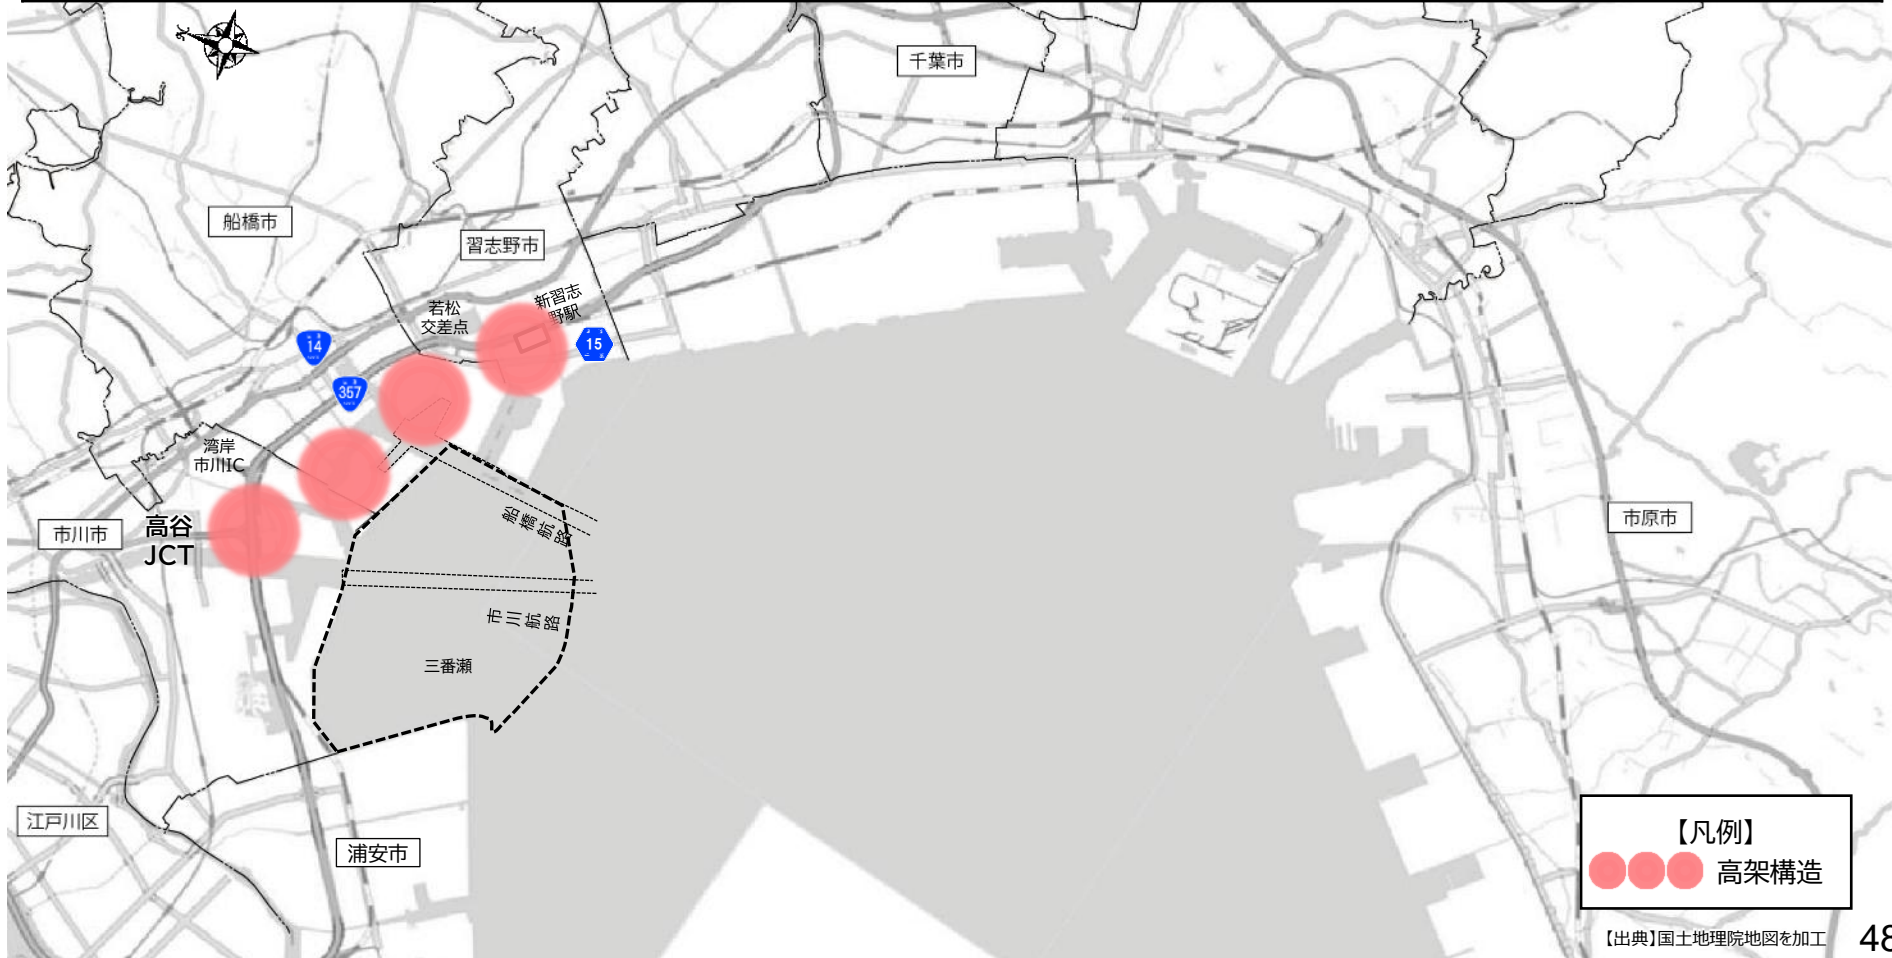 千葉市
船橋市
習志野市
新習志
野駅
若松
交差点
14
15
357
湾岸
市川IC
市川市
高谷
JCT
船橋航路
市川航路
三番瀬
市原市
江戸川区
浦安市
【凡例】
高架構造
【出典】国土地理院地図を加工
48